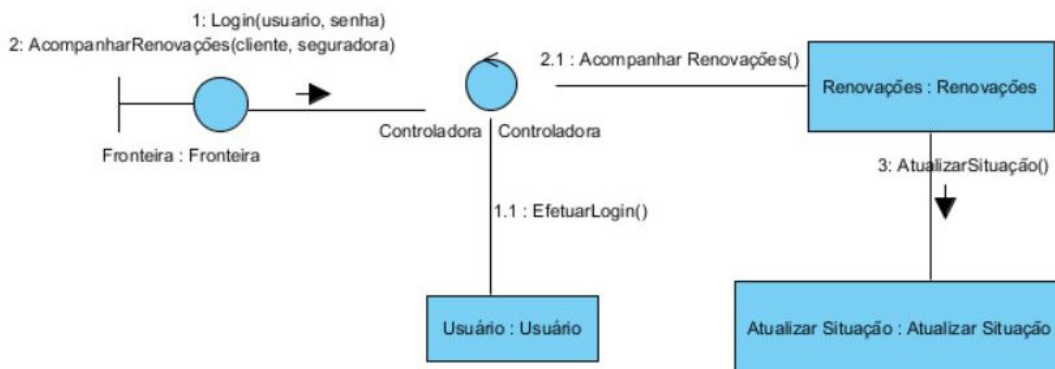 1: Login(usuario, senha)
2: AcompanharRenovações(cliente, seguradora)
2.1 : Acompanhar Renovações()
Renovações : Renovações
Controladora Controladora
Fronteira : Fronteira
3: AtualizarSituação()
1.1 : EfetuarLogin()
Usuário : Usuário
Atualizar Situação : Atualizar Situação